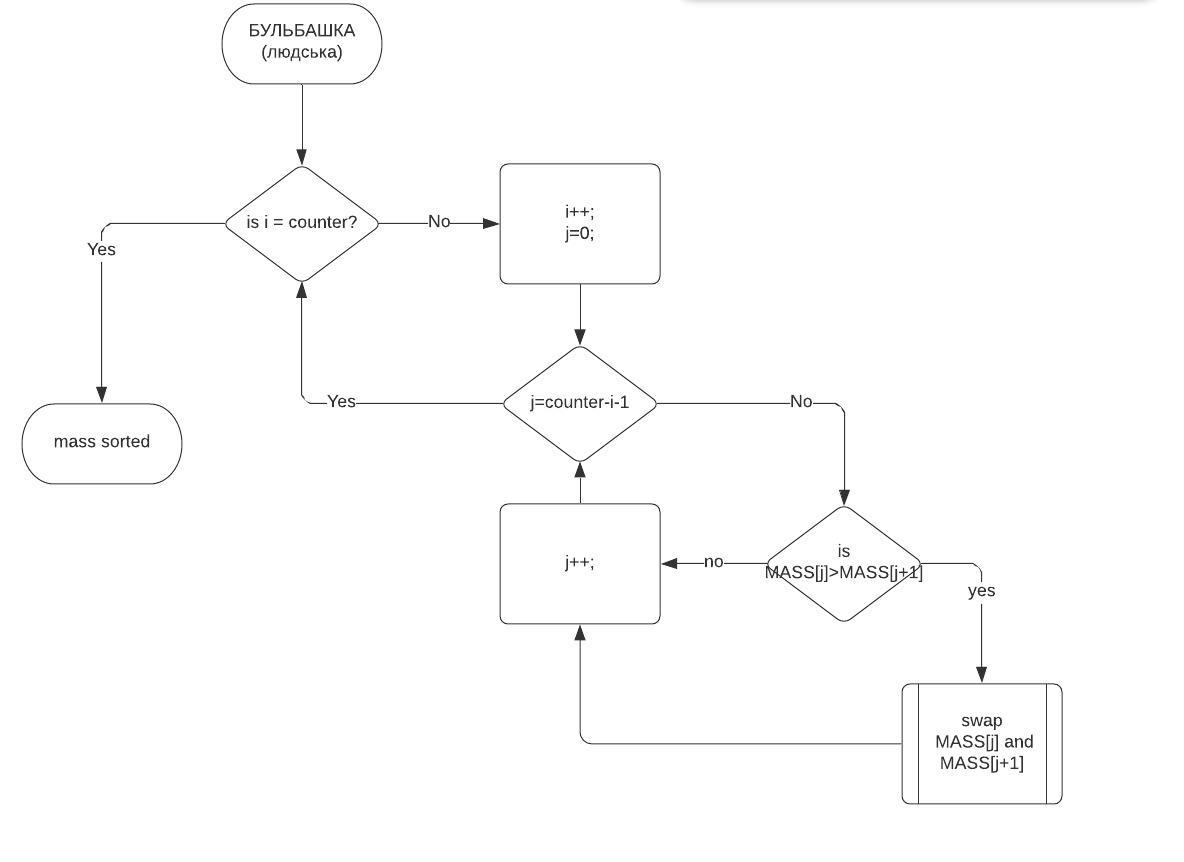 БУЛЬБАШКА
(людська)
is i = counter?
No
i++;
j=0;
Yes
Yes
j=counter-i-1
No
mass sorted
j++;
no
is
MASS[j]>MASS[j+1]
yes
swap
MASS[j] and
MASS[j+1]